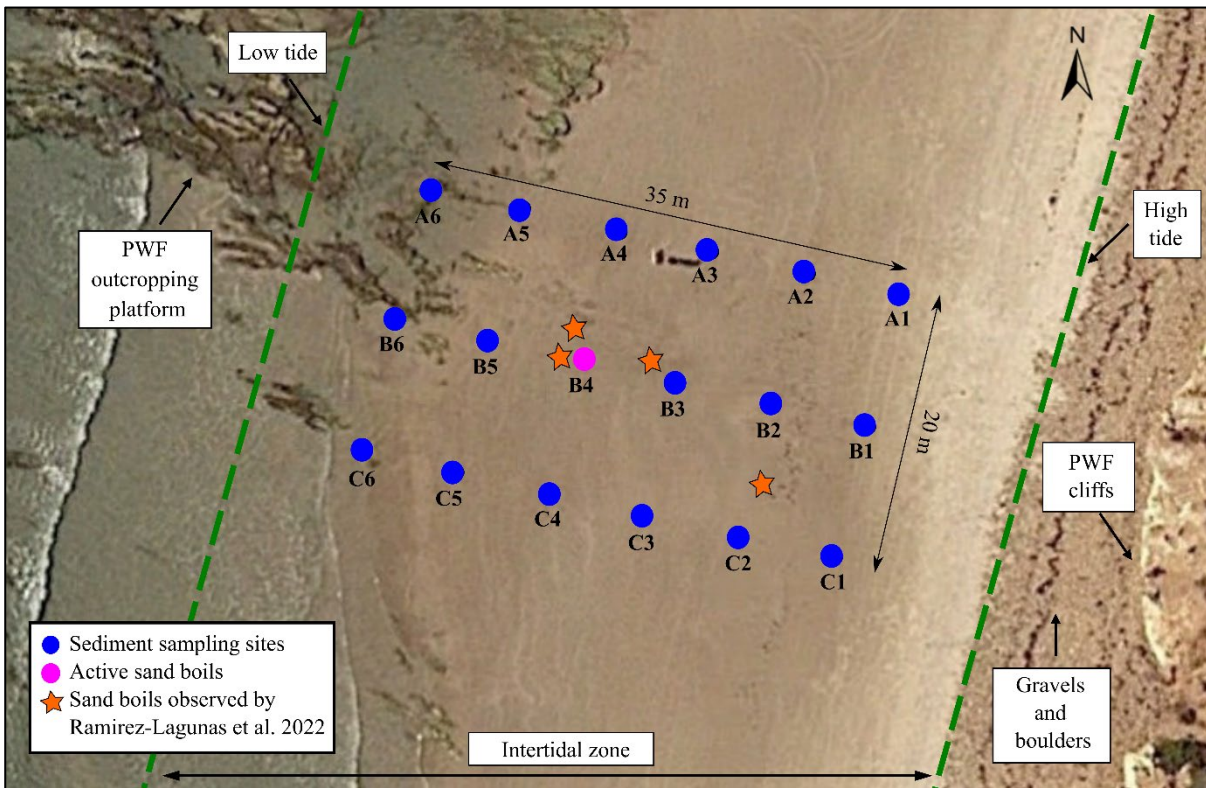 Low tide
N
35 m
High
tide
A6
A5
A4
A3
A2
A1
PWF
outcropping
platform
B6
B5
B4
B3
B2
B1
20 m
PWF
cliffs
C6
C5
C4
C3
C2
C1
Sediment sampling sites
Active sand boils
Sand boils observed by
Ramirez-Lagunas et al. 2022
Gravels
and
boulders
Intertidal zone